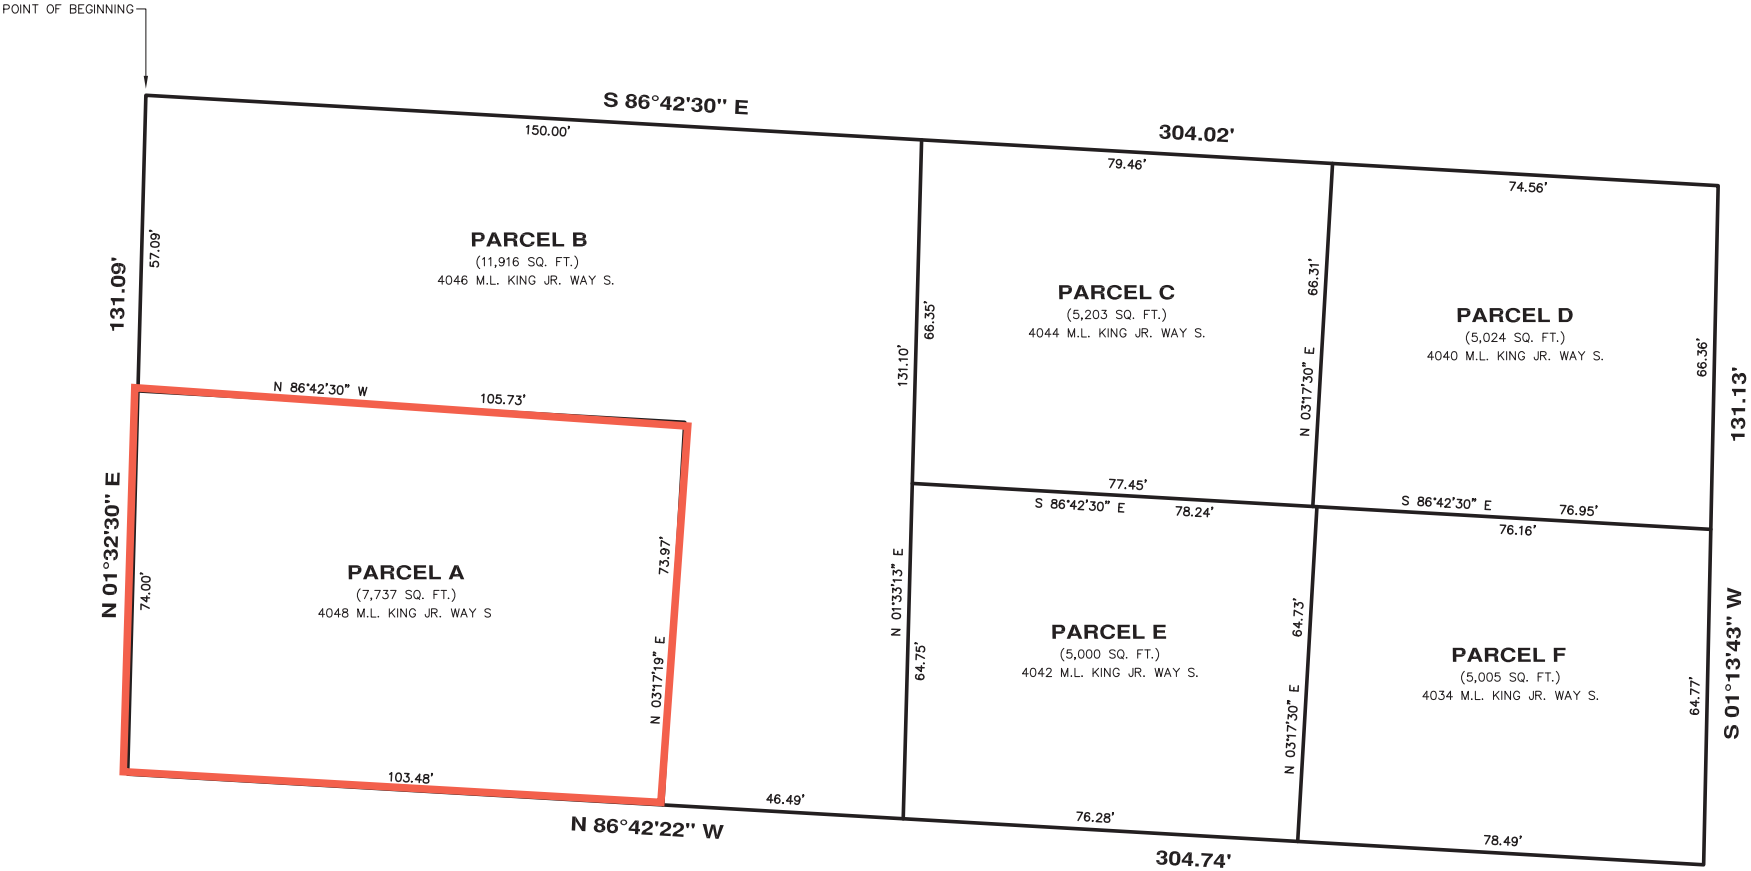 POINT OF BEGINNING
S 86°42'30" E
150.00'
304.02'
79.46'
74.56'
PARCEL B
(11,916 SQ. FT.)
4046 M.L. KING JR. WAY S.
57.09'
131.09'
PARCEL C
(5,203 SQ. FT.)
4044 M.L. KING JR. WAY S.
66.35'
131.10'
66.31'
N 03°17'30" E
PARCEL D
(5,024 SQ. FT.)
4040 M.L. KING JR. WAY S.
66.36'
131.13'
N 86°42'30" W
105.73'
77.45'
S 86°42'30" E
78.24'
S 86°42'30" E
76.95'
76.16'
N 01°32'30" E
74.00'
PARCEL A
(7,737 SQ. FT.)
4048 M.L. KING JR. WAY S
73.97'
N 03°17'19" E
N 01°33'13" E
64.75'
PARCEL E
(5,000 SQ. FT.)
4042 M.L. KING JR. WAY S.
64.73'
N 03°17'30" E
PARCEL F
(5,005 SQ. FT.)
4034 M.L. KING JR. WAY S.
64.77'
S 01°13'43" W
103.48'
46.49'
N 86°42'22" W
76.28'
304.74'
78.49'